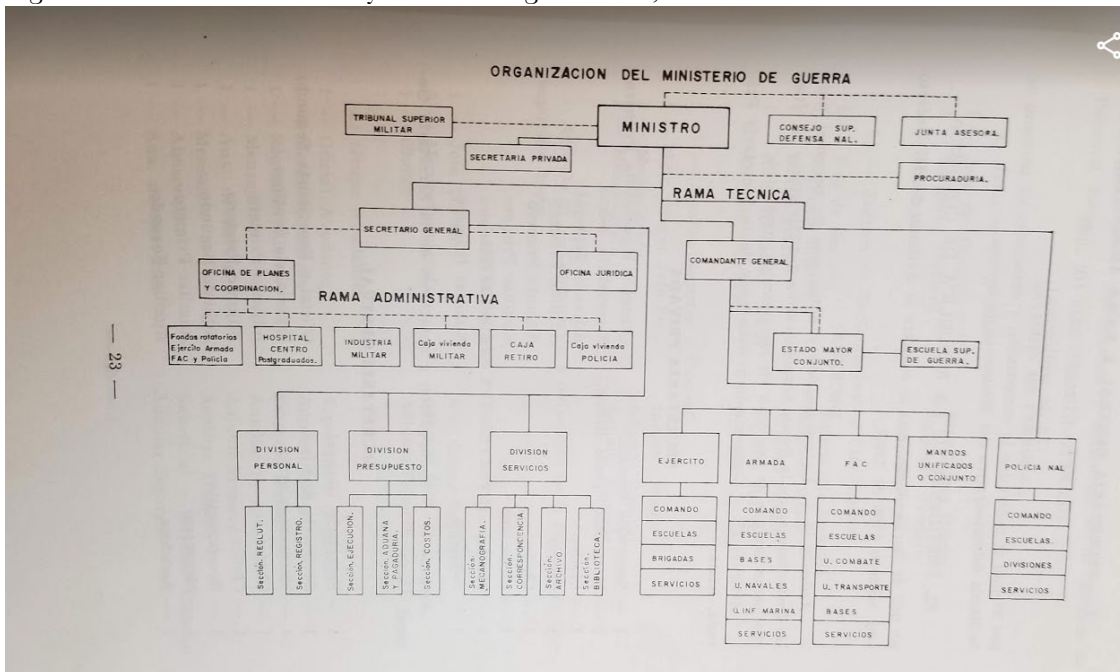 ORGANIZACION DEL MINISTERIO DE GUERRA
TRIBUNAL SUPERIOR
MILITAR
MINISTRO
CONSEJO SUP.
DEFENSA NAL.
JUNTA ASESORA.
SECRETARIA PRIVADA
PROCURADURIA.
RAMA TECNICA
SECRETARIO GENERAL
COMANDANTE GENERAL
OFICINA DE PLANES
Y COORDINACION.
OFICINA JURIDICA
RAMA ADMINISTRATIVA
Fondos rotatorios
Ejercito Armada
FAC y Policia
HOSPITAL
CENTRO
Postgraduados.
INDUSTRIA
MILITAR
Caja vivienda
MILITAR
CAJA
RETIRO
Caja vivienda
POLICIA
ESTADO MAYOR
CONJUNTO.
ESCUELA SUP.
DE GUERRA.
— 23 —
DIVISION
PERSONAL
DIVISION
PRESUPUESTO
DIVISION
SERVICIOS
EJERCITO
ARMADA
FAC
MANDOS
UNIFICADOS
O CONJUNTO.
POLICIA NAL
Sección. RECLUT.
Sección. REGISTRO.
Sección. EJECUCION.
Sección. ADUANA
Y PAGADURIA.
Sección. COSTOS.
Sección.
MECANOGRAFIA.
Sección.
CORRESPONDENCIA
Sección
ARCHIVO
Sección.
BIBLIOTECA.
COMANDO
ESCUELAS
BRIGADAS
SERVICIOS
COMANDO
ESCUELAS
BASES
U. NAVALES
U. INF MARINA
SERVICIOS
COMANDO
ESCUELAS
U. COMBATE
U. TRANSPORTE
BASES
SERVICIOS
COMANDO
ESCUELAS.
DIVISIONES
SERVICIOS